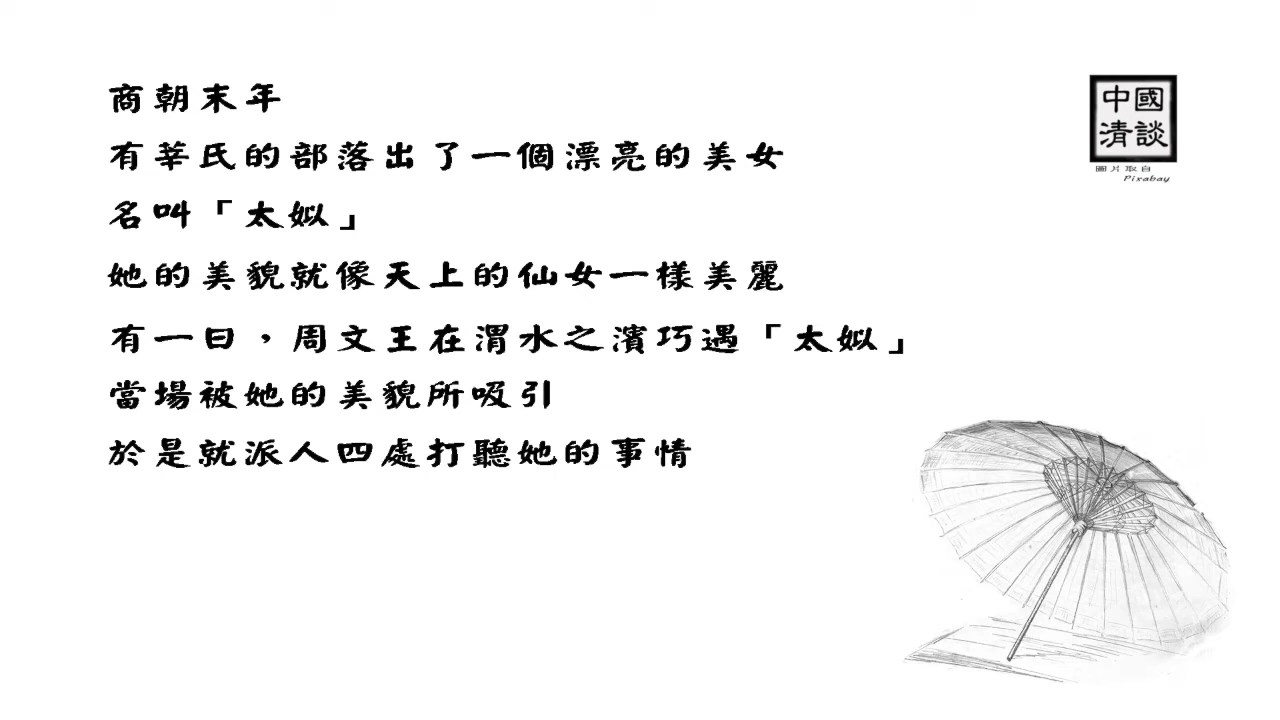 商朝末年
有莘氏的部落出了一個漂亮的美女
名叫「太姒」
她的美貌就像天上的仙女一樣美麗
有一日，周文王在渭水之濱巧遇「太姒」
當場被她的美貌所吸引
於是就派人四處打聽她的事情
中國
清談
圖片取自
Pixabay